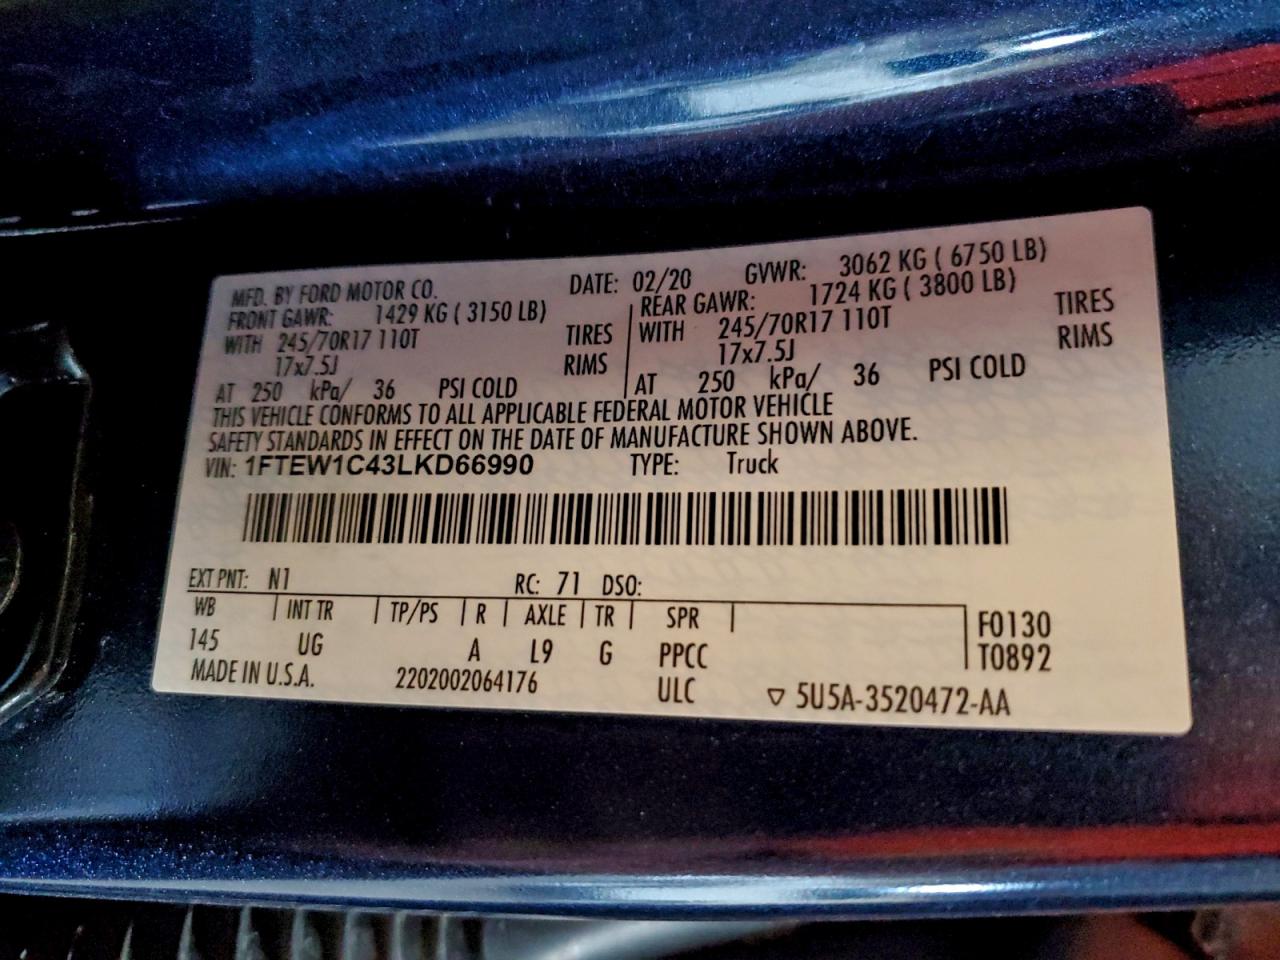 MFD. BY FORD MOTOR CO. DATE: 02/20 GVWR: 3062 KG ( 6750 LB)
FRONT GAWR: 1429 KG ( 3150 LB) REAR GAWR: 1724 KG ( 3800 LB)
WITH 245/70R17 110T TIRES WITH 245/70R17 110T TIRES
17x7.5J RIMS 17x7.5J RIMS
AT 250 kPa/ 36 PSI COLD AT 250 kPa/ 36 PSI COLD
THIS VEHICLE CONFORMS TO ALL APPLICABLE FEDERAL MOTOR VEHICLE
SAFETY STANDARDS IN EFFECT ON THE DATE OF MANUFACTURE SHOWN ABOVE.
VIN: 1FTEW1C43LKD66990 TYPE: Truck
EXT PNT: N1 RC: 71 DSO:
WB INT TR TP/PS R AXLE TR SPR F0130
145 UG A L9 G PPCC T0892
MADE IN U.S.A. 2202002064176 ULC ▽ 5U5A-3520472-AA